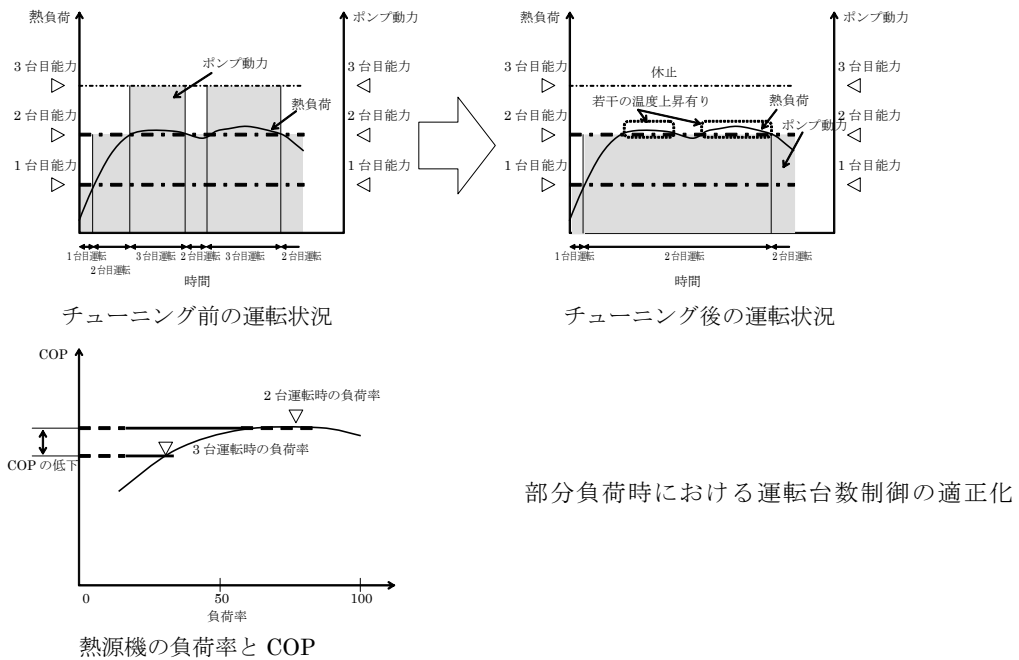 熱負荷
ポンプ動力
3 台目能力
2 台目能力
1 台目能力
ポンプ動力
熱負荷
3 台目能力
2 台目能力
1 台目能力
1台目運転
2台目運転
3台目運転
2台目運転
3台目運転
2台目運転
時間
チューニング前の運転状況
熱負荷
ポンプ動力
3 台目能力
2 台目能力
1 台目能力
休止
若干の温度上昇有り
熱負荷
ポンプ動力
3 台目能力
2 台目能力
1 台目能力
1台目運転
2台目運転
2台目運転
時間
チューニング後の運転状況
COP
2 台運転時の負荷率
3 台運転時の負荷率
COP の低下
0
50
100
負荷率
熱源機の負荷率と COP
部分負荷時における運転台数制御の適正化